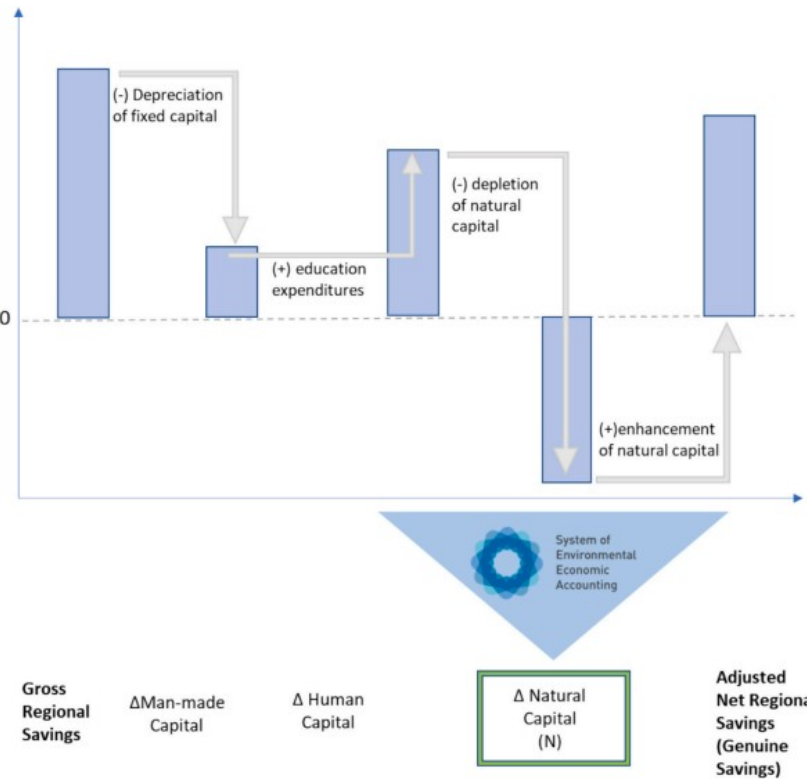 (-) Depreciation
of fixed capital
(-) depletion
of natural
capital
(+) education
expenditures
0
(+)enhancement
of natural capital
System of
Environmental
Economic
Accounting
Gross
Regional
Savings
ΔMan-made
Capital
Δ Human
Capital
Δ Natural
Capital
(N)
Adjusted
Net Regiona
Savings
(Genuine
Savings)